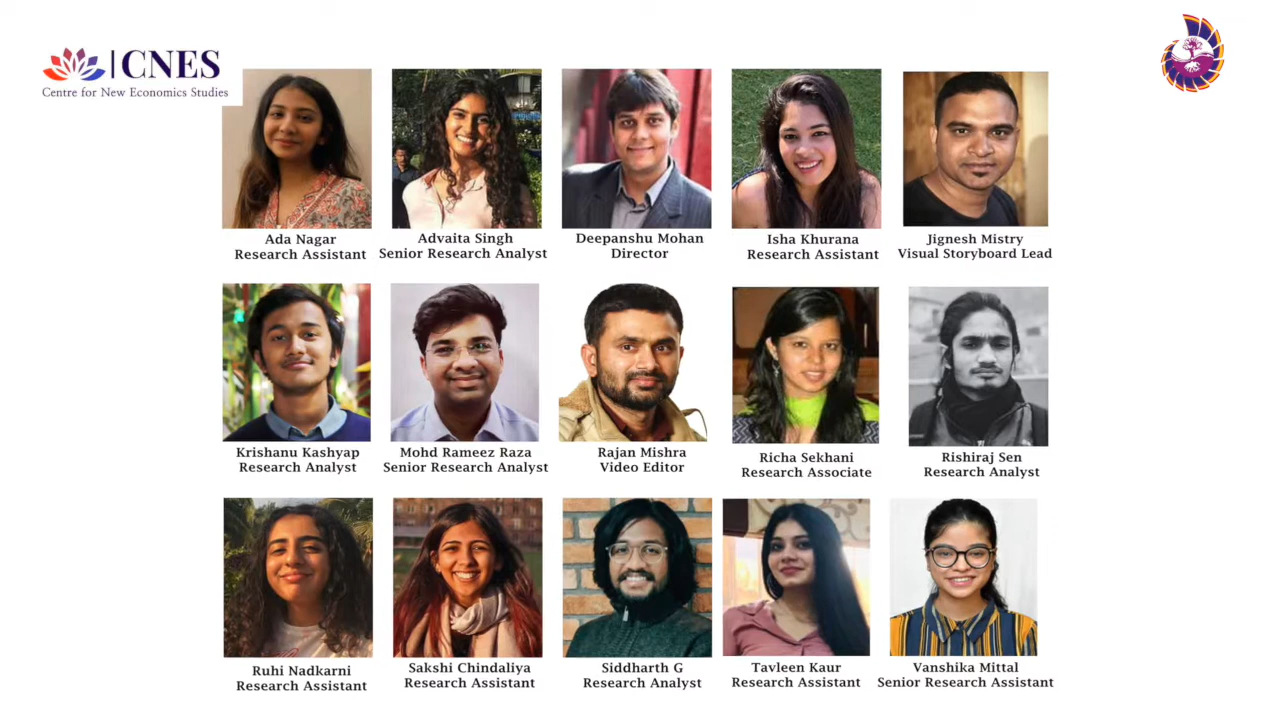 CNES
Centre for New Economics Studies
Ada Nagar
Research Assistant
Advaita Singh
Senior Research Analyst
Deepanshu Mohan
Director
Isha Khurana
Research Assistant
Jignesh Mistry
Visual Storyboard Lead
Krishanu Kashyap
Research Analyst
Mohd Rameez Raza
Senior Research Analyst
Rajan Mishra
Video Editor
Richa Sekhani
Research Associate
Rishiraj Sen
Research Analyst
Ruhi Nadkarni
Research Assistant
Sakshi Chindaliya
Research Assistant
Siddharth G
Research Analyst
Tavleen Kaur
Research Assistant
Vanshika Mittal
Senior Research Assistant